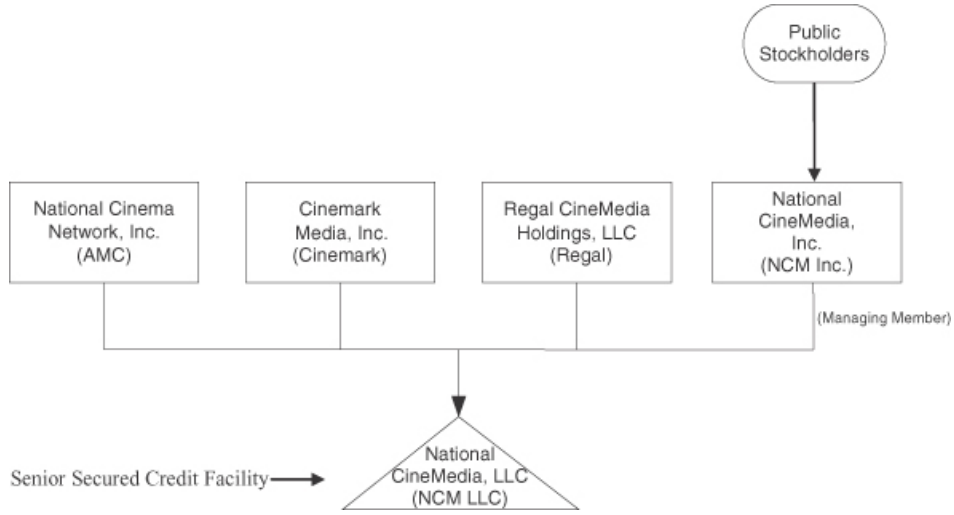 Public
Stockholders
National Cinema
Network, Inc.
(AMC)
Cinemark
Media, Inc.
(Cinemark)
Regal CineMedia
Holdings, LLC
(Regal)
National
CineMedia,
Inc.
(NCM Inc.)
(Managing Member)
National
CineMedia, LLC
(NCM LLC)
Senior Secured Credit Facility